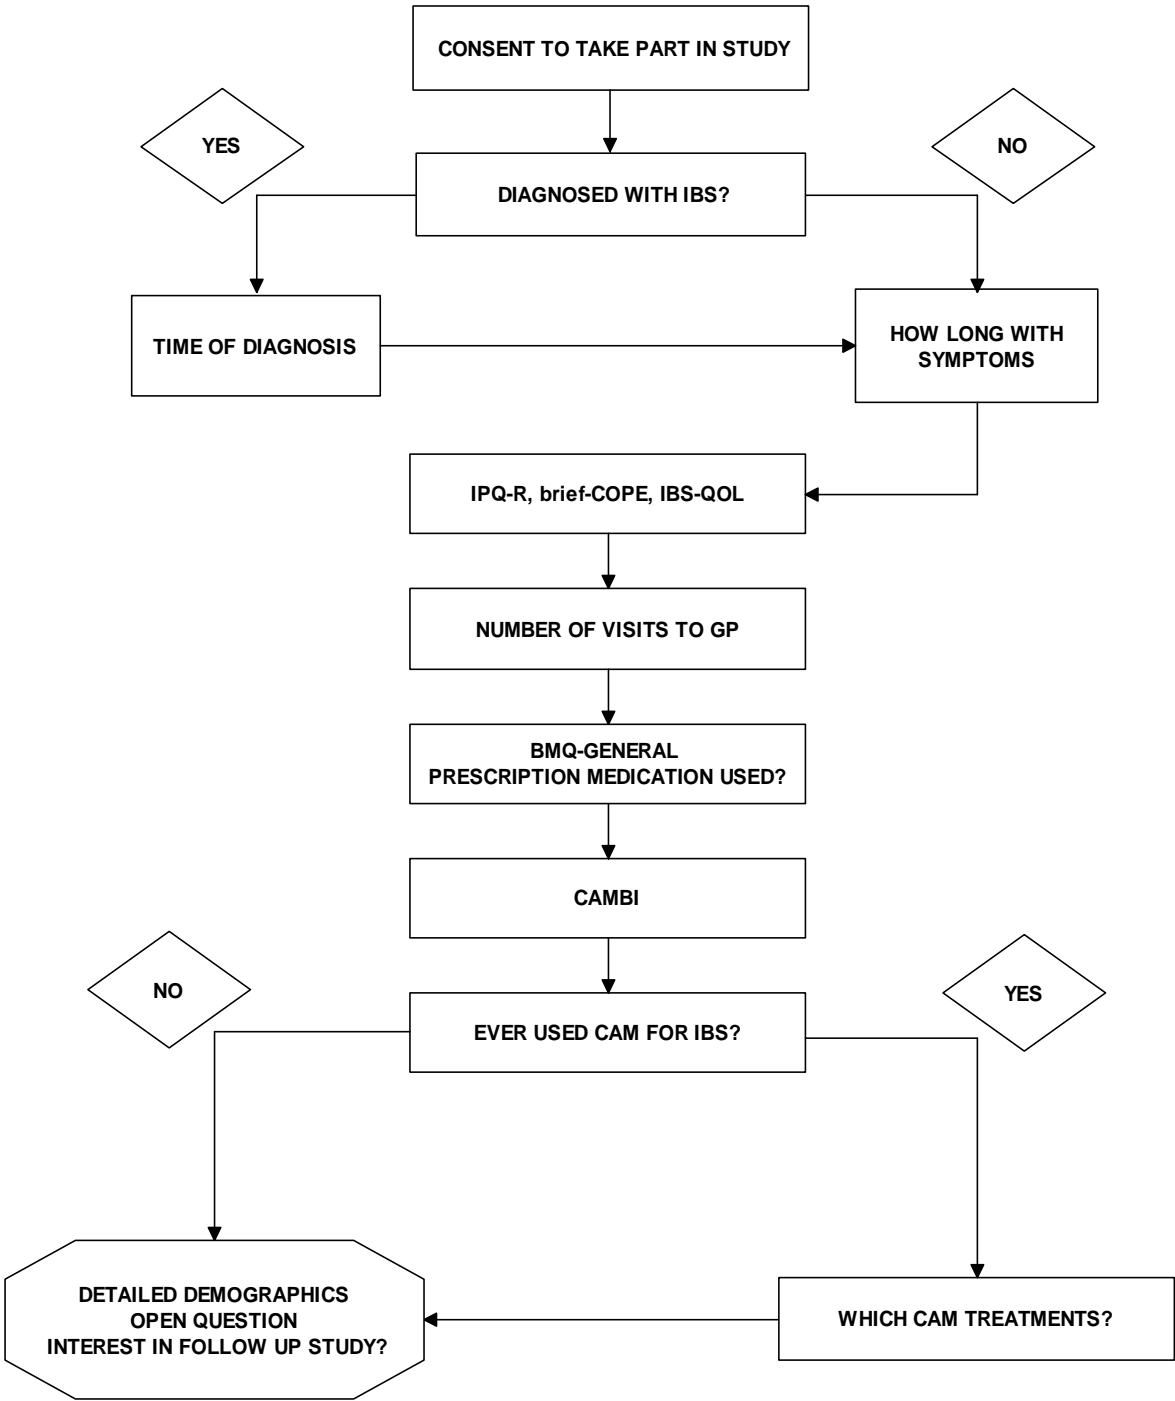 CONSENT TO TAKE PART IN STUDY
YES
NO
DIAGNOSED WITH IBS?
TIME OF DIAGNOSIS
HOW LONG WITH
SYMPTOMS
IPQ-R, brief-COPE, IBS-QOL
NUMBER OF VISITS TO GP
BMQ-GENERAL
PRESCRIPTION MEDICATION USED?
CAMBI
NO
YES
EVER USED CAM FOR IBS?
DETAILED DEMOGRAPHICS
OPEN QUESTION
INTEREST IN FOLLOW UP STUDY?
WHICH CAM TREATMENTS?